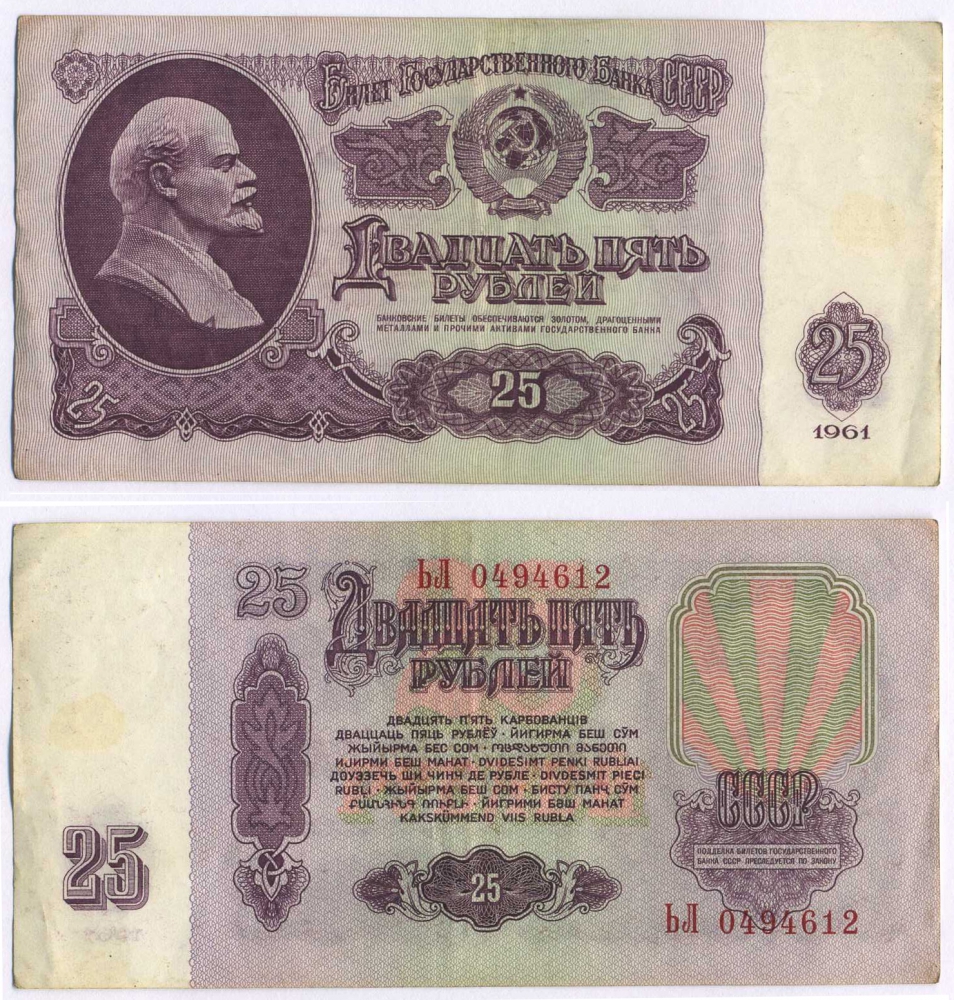 Билет Государственного Банка СССР
Двадцать пять
рублей
БАНКОВСКИЕ БИЛЕТЫ ОБЕСПЕЧИВАЮТСЯ ЗОЛОТОМ, ДРАГОЦЕННЫМИ
МЕТАЛЛАМИ И ПРОЧИМИ АКТИВАМИ ГОСУДАРСТВЕННОГО БАНКА
25
25
25
25
1961
25
ЬЛ 0494612
Двадцать пять
рублей
ДВАДЦЯТЬ П'ЯТЬ КАРБОВАНЦІВ
ДВАЦЦАЦЬ ПЯЦЬ РУБЛЁЎ · ЙИГИРМА БЕШ СЎМ
ЖЫЙЫРМА БЕС СОМ · ᲝᲪᲓᲐᲮᲣᲗᲘ ᲛᲐᲜᲔᲗᲘ
ИЈИРМИ БЕШ МАНАТ · DVIDEŠIMT PENKI RUBLIAI
ДОУЭЗЕЧЬ ШИ ЧИНЧ ДЕ РУБЛЕ · DIVDESMIT PIECI
RUBĻI · ЖЫЙЫРМА БЕШ СОМ · БИСТУ ПАНҶ СЎМ
ՔՍԱՆՀԻՆԳ ՌՈՒԲԼԻ · ЙИГРИМИ БӘШ МАНАТ
KAKSKÜMMEND VIIS RUBLA
СССР
ПОДДЕЛКА БИЛЕТОВ ГОСУДАРСТВЕННОГО
БАНКА СССР ПРЕСЛЕДУЕТСЯ ПО ЗАКОНУ
25
25
ЬЛ 0494612